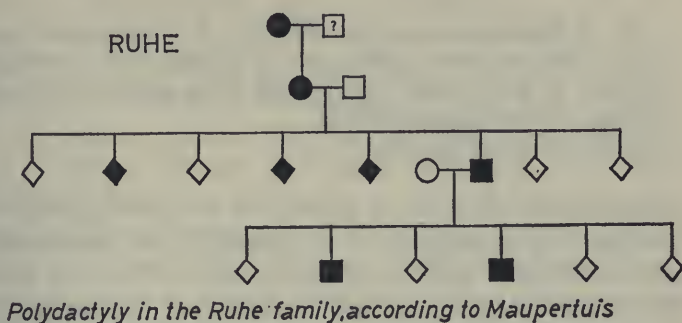 RUHE
?
Polydactyly in the Ruhe family, according to Maupertuis